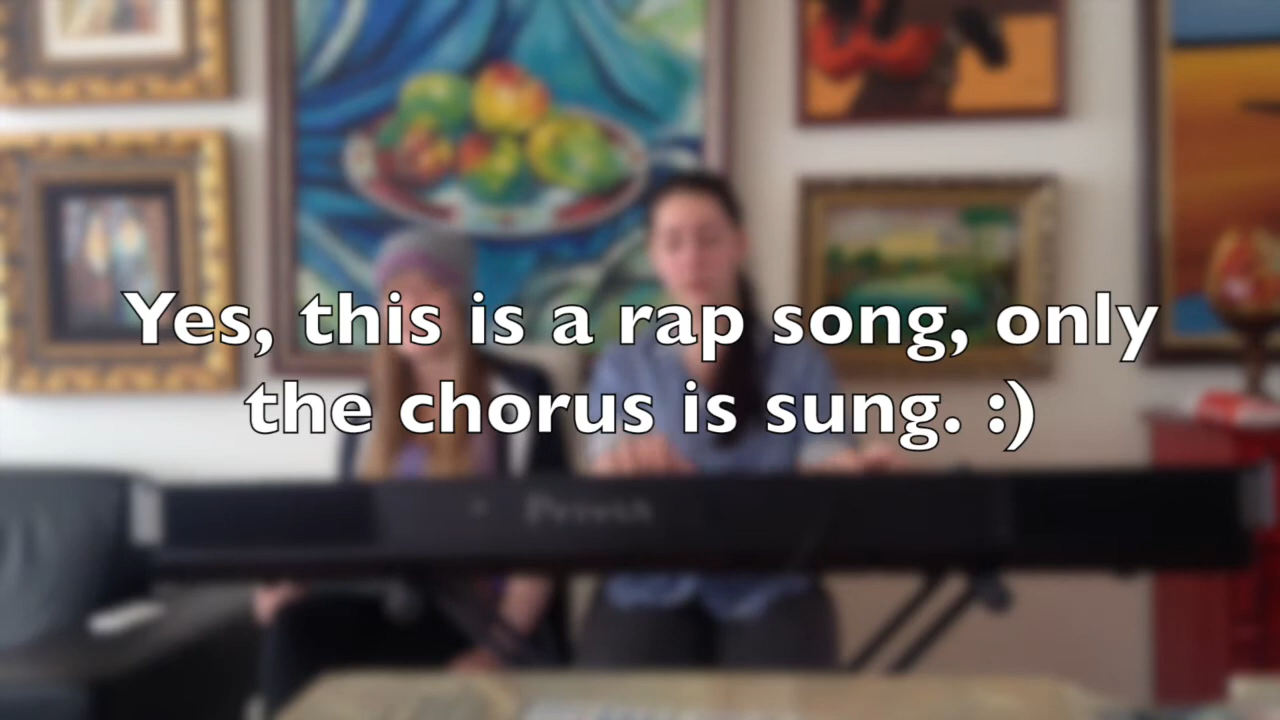 Yes, this is a rap song, only
the chorus is sung. :)